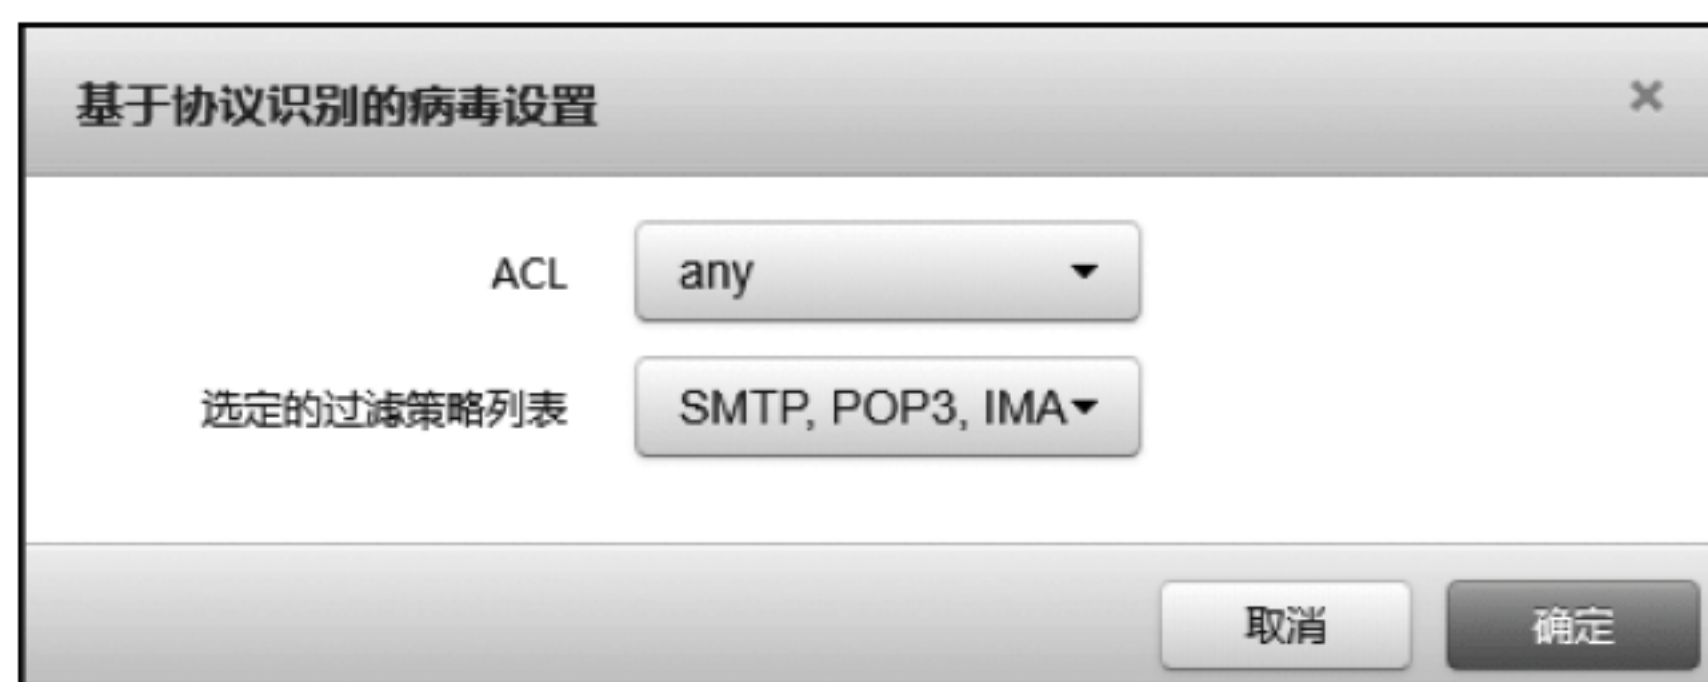 基于协议识别的病毒设置 ×
ACL any
选定的过滤策略列表 SMTP, POP3, IMA
取消 确定